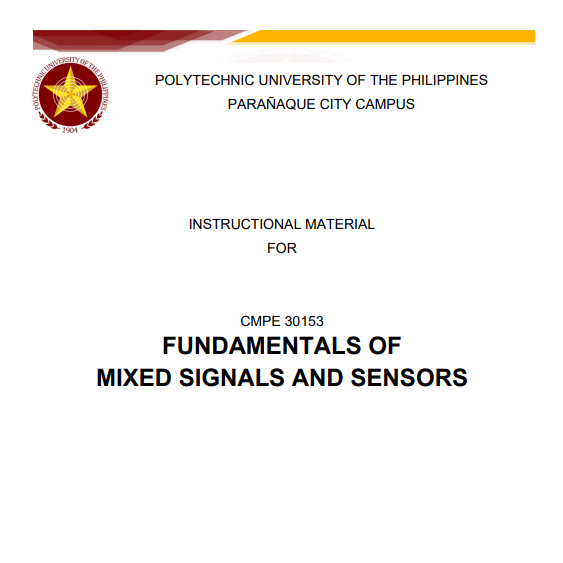 POLYTECHNIC UNIVERSITY OF THE PHILIPPINES
1904
POLYTECHNIC UNIVERSITY OF THE PHILIPPINES
PARAÑAQUE CITY CAMPUS
INSTRUCTIONAL MATERIAL
FOR
CMPE 30153
FUNDAMENTALS OF
MIXED SIGNALS AND SENSORS